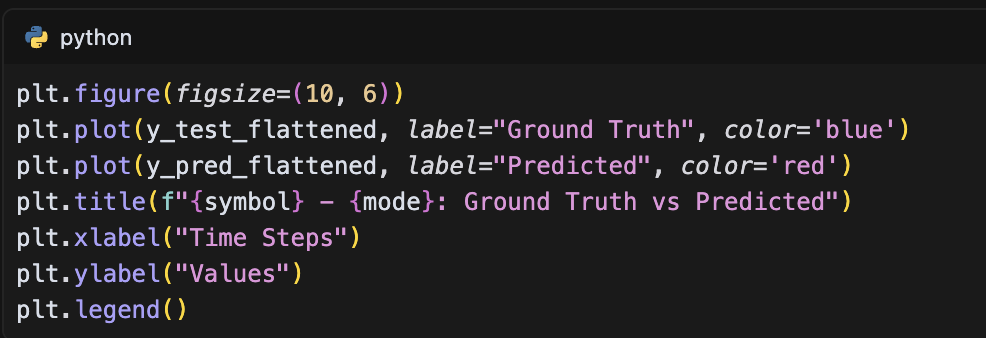 python
plt.figure(figsize=(10, 6))
plt.plot(y_test_flattened, label="Ground Truth", color='blue')
plt.plot(y_pred_flattened, label="Predicted", color='red')
plt.title(f"{symbol} – {mode}: Ground Truth vs Predicted")
plt.xlabel("Time Steps")
plt.ylabel("Values")
plt.legend()